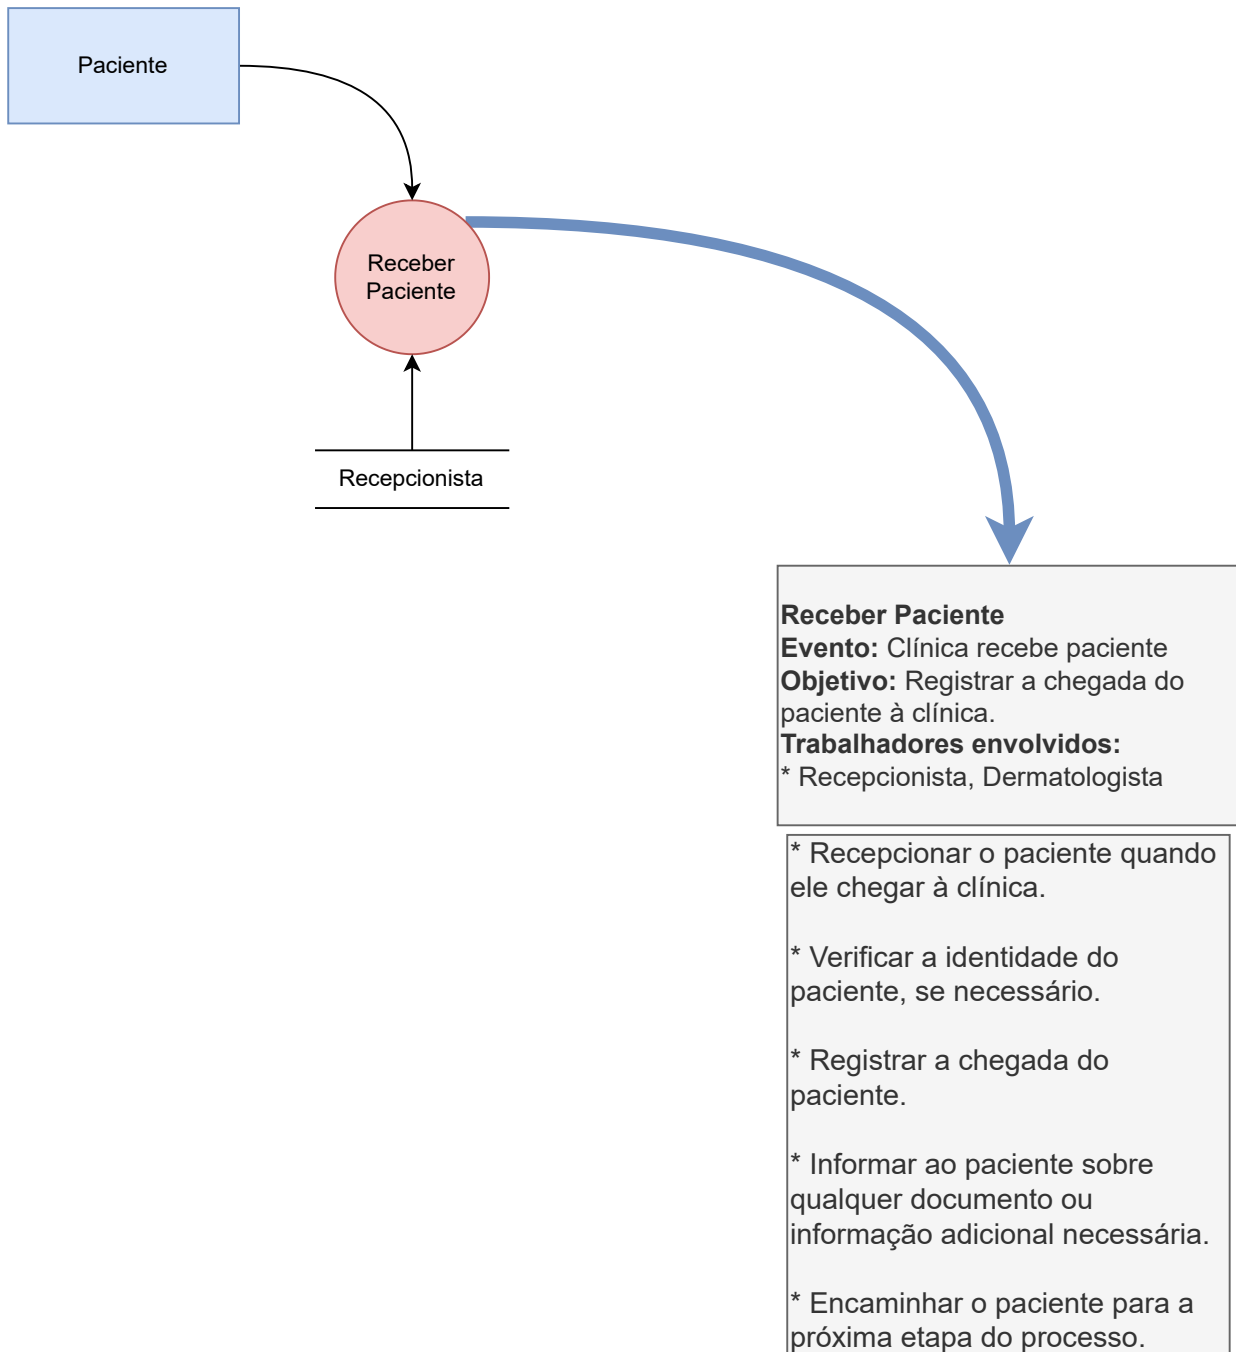 Paciente
Receber
Paciente
Recepcionista
Receber Paciente
Evento: Clínica recebe paciente
Objetivo: Registrar a chegada do
paciente à clínica.
Trabalhadores envolvidos:
* Recepcionista, Dermatologista
* Recepcionar o paciente quando
ele chegar à clínica.
* Verificar a identidade do
paciente, se necessário.
* Registrar a chegada do
paciente.
* Informar ao paciente sobre
qualquer documento ou
informação adicional necessária.
* Encaminhar o paciente para a
próxima etapa do processo.